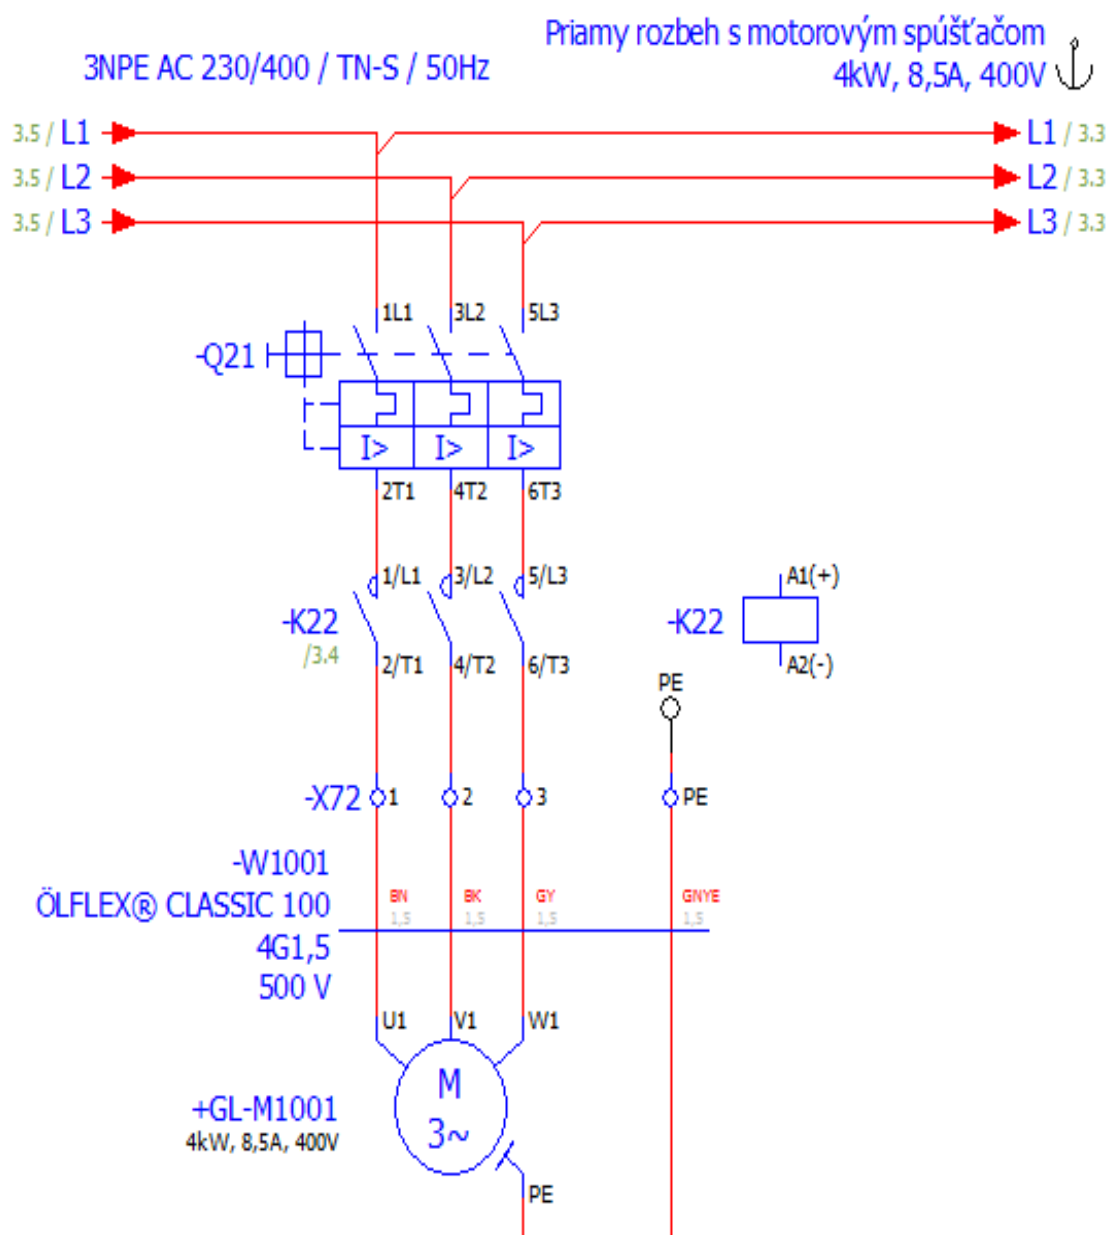 Priamy rozbeh s motorovým spúšťačom
3NPE AC 230/400 / TN-S / 50Hz
4kW, 8,5A, 400V
3.5 / L1
L1 / 3.3
3.5 / L2
L2 / 3.3
3.5 / L3
L3 / 3.3
1L1 3L2 5L3
-Q21
I> I> I>
2T1 4T2 6T3
1/L1 3/L2 5/L3
A1(+)
-K22
-K22
/3.4
2/T1 4/T2 6/T3
A2(-)
PE
-X72 1 2 3 PE
-W1001
ÖLFLEX® CLASSIC 100
BN BK GY GNYE
1,5 1,5 1,5 1,5
4G1,5
500 V
U1 V1 W1
M
3~
+GL-M1001
4kW, 8,5A, 400V
PE